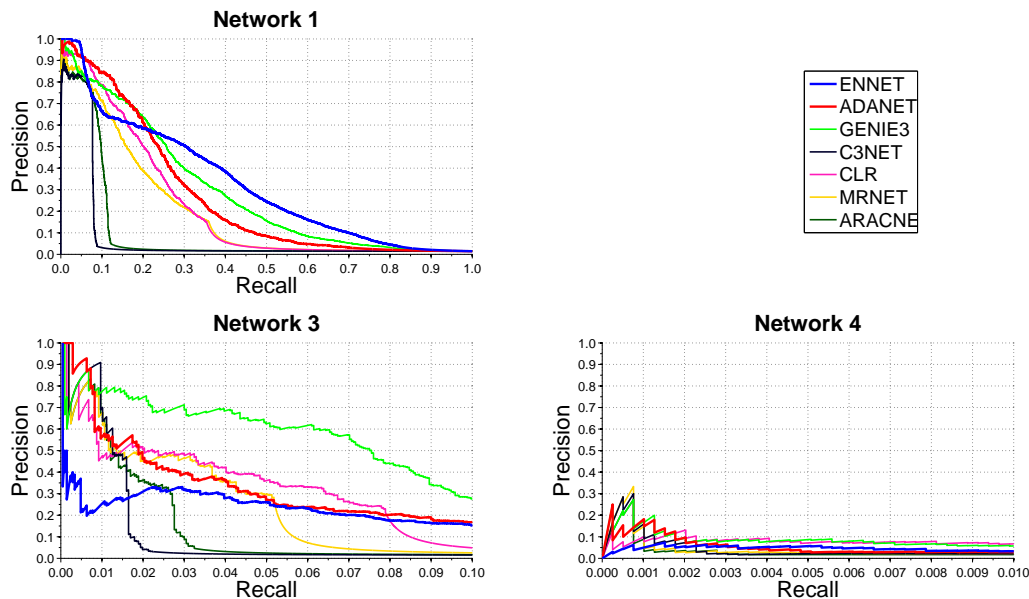 Network 1
1.0
0.9
0.8
0.7
0.6
0.5
0.4
0.3
0.2
0.1
0.0
Precision
0.0 0.1 0.2 0.3 0.4 0.5 0.6 0.7 0.8 0.9 1.0
Recall
ENNET
ADANET
GENIE3
C3NET
CLR
MRNET
ARACNE
Network 3
1.0
0.9
0.8
0.7
0.6
0.5
0.4
0.3
0.2
0.1
0.0
Precision
0.00 0.01 0.02 0.03 0.04 0.05 0.06 0.07 0.08 0.09 0.10
Recall
Network 4
1.0
0.9
0.8
0.7
0.6
0.5
0.4
0.3
0.2
0.1
0.0
Precision
0.000 0.001 0.002 0.003 0.004 0.005 0.006 0.007 0.008 0.009 0.010
Recall